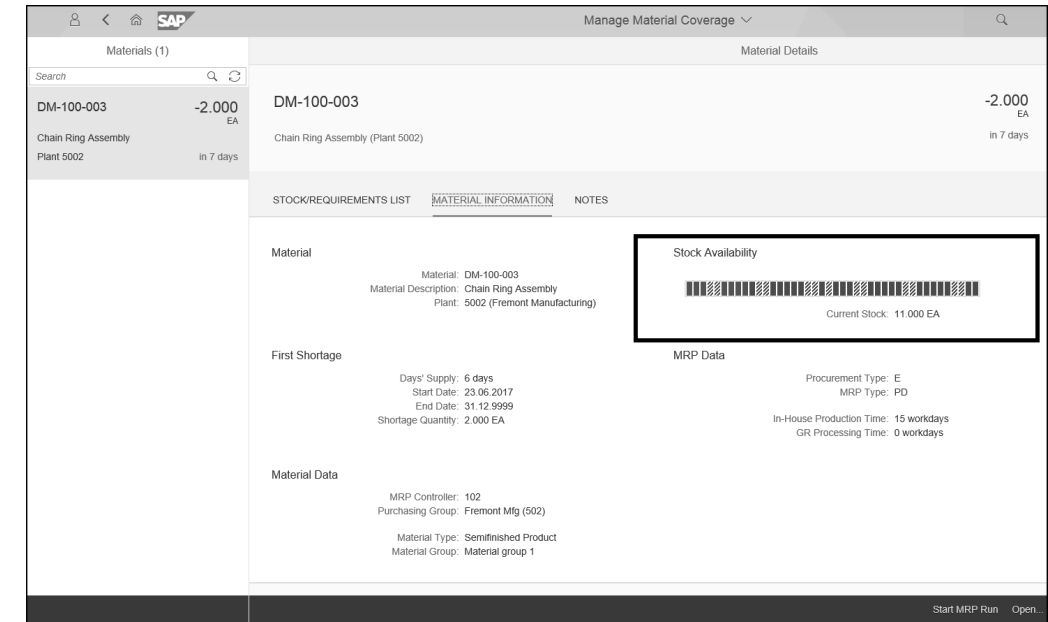 SAP
Manage Material Coverage
Materials (1)
Material Details
Search
DM-100-003
-2.000
EA
Chain Ring Assembly
Plant 5002
in 7 days
DM-100-003
-2.000
EA
Chain Ring Assembly (Plant 5002)
in 7 days
STOCK/REQUIREMENTS LIST MATERIAL INFORMATION NOTES
Material
Material: DM-100-003
Material Description: Chain Ring Assembly
Plant: 5002 (Fremont Manufacturing)
Stock Availability
Current Stock: 11.000 EA
First Shortage
Days' Supply: 6 days
Start Date: 23.06.2017
End Date: 31.12.9999
Shortage Quantity: 2.000 EA
MRP Data
Procurement Type: E
MRP Type: PD
In-House Production Time: 15 workdays
GR Processing Time: 0 workdays
Material Data
MRP Controller: 102
Purchasing Group: Fremont Mfg (502)
Material Type: Semifinished Product
Material Group: Material group 1
Start MRP Run Open...